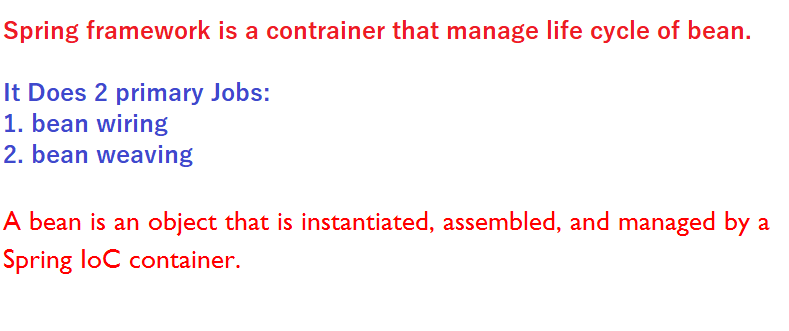 Spring framework is a contrainer that manage life cycle of bean.
It Does 2 primary Jobs:
1. bean wiring
2. bean weaving
A bean is an object that is instantiated, assembled, and managed by a
Spring IoC container.